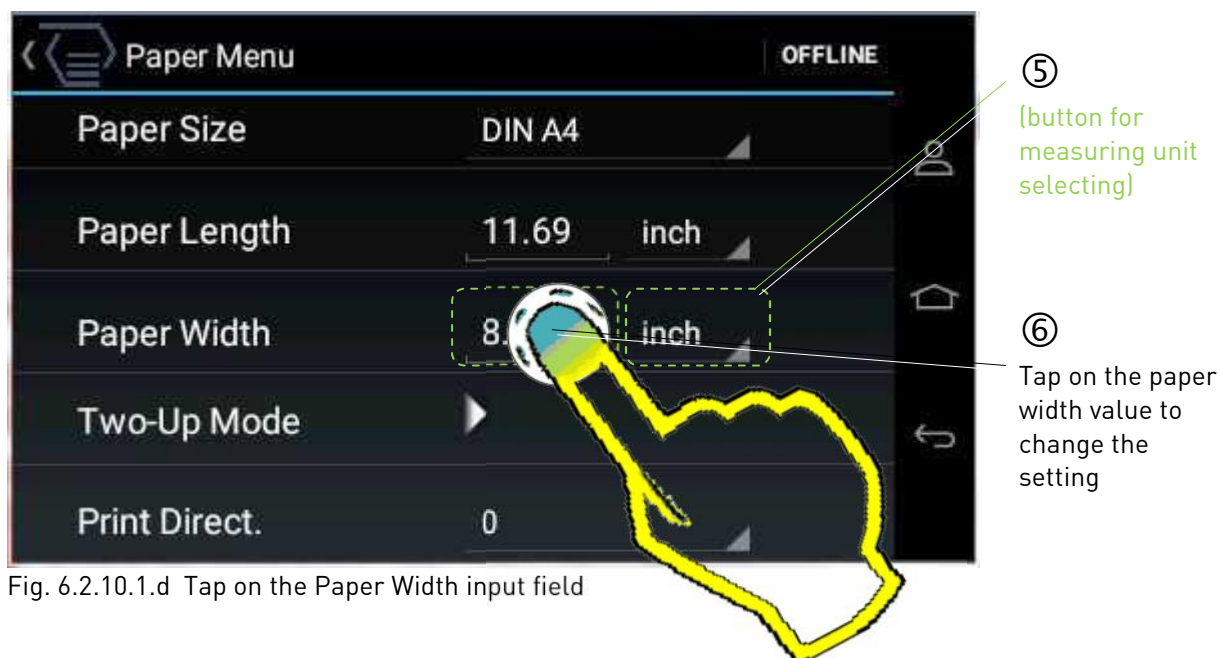 Paper Menu OFFLINE
Paper Size DIN A4
Paper Length 11.69 inch
Paper Width 8. inch
Two-Up Mode
Print Direct. 0
⑤
(button for
measuring unit
selecting)
⑥
Tap on the paper
width value to
change the
setting
Fig. 6.2.10.1.d Tap on the Paper Width input field